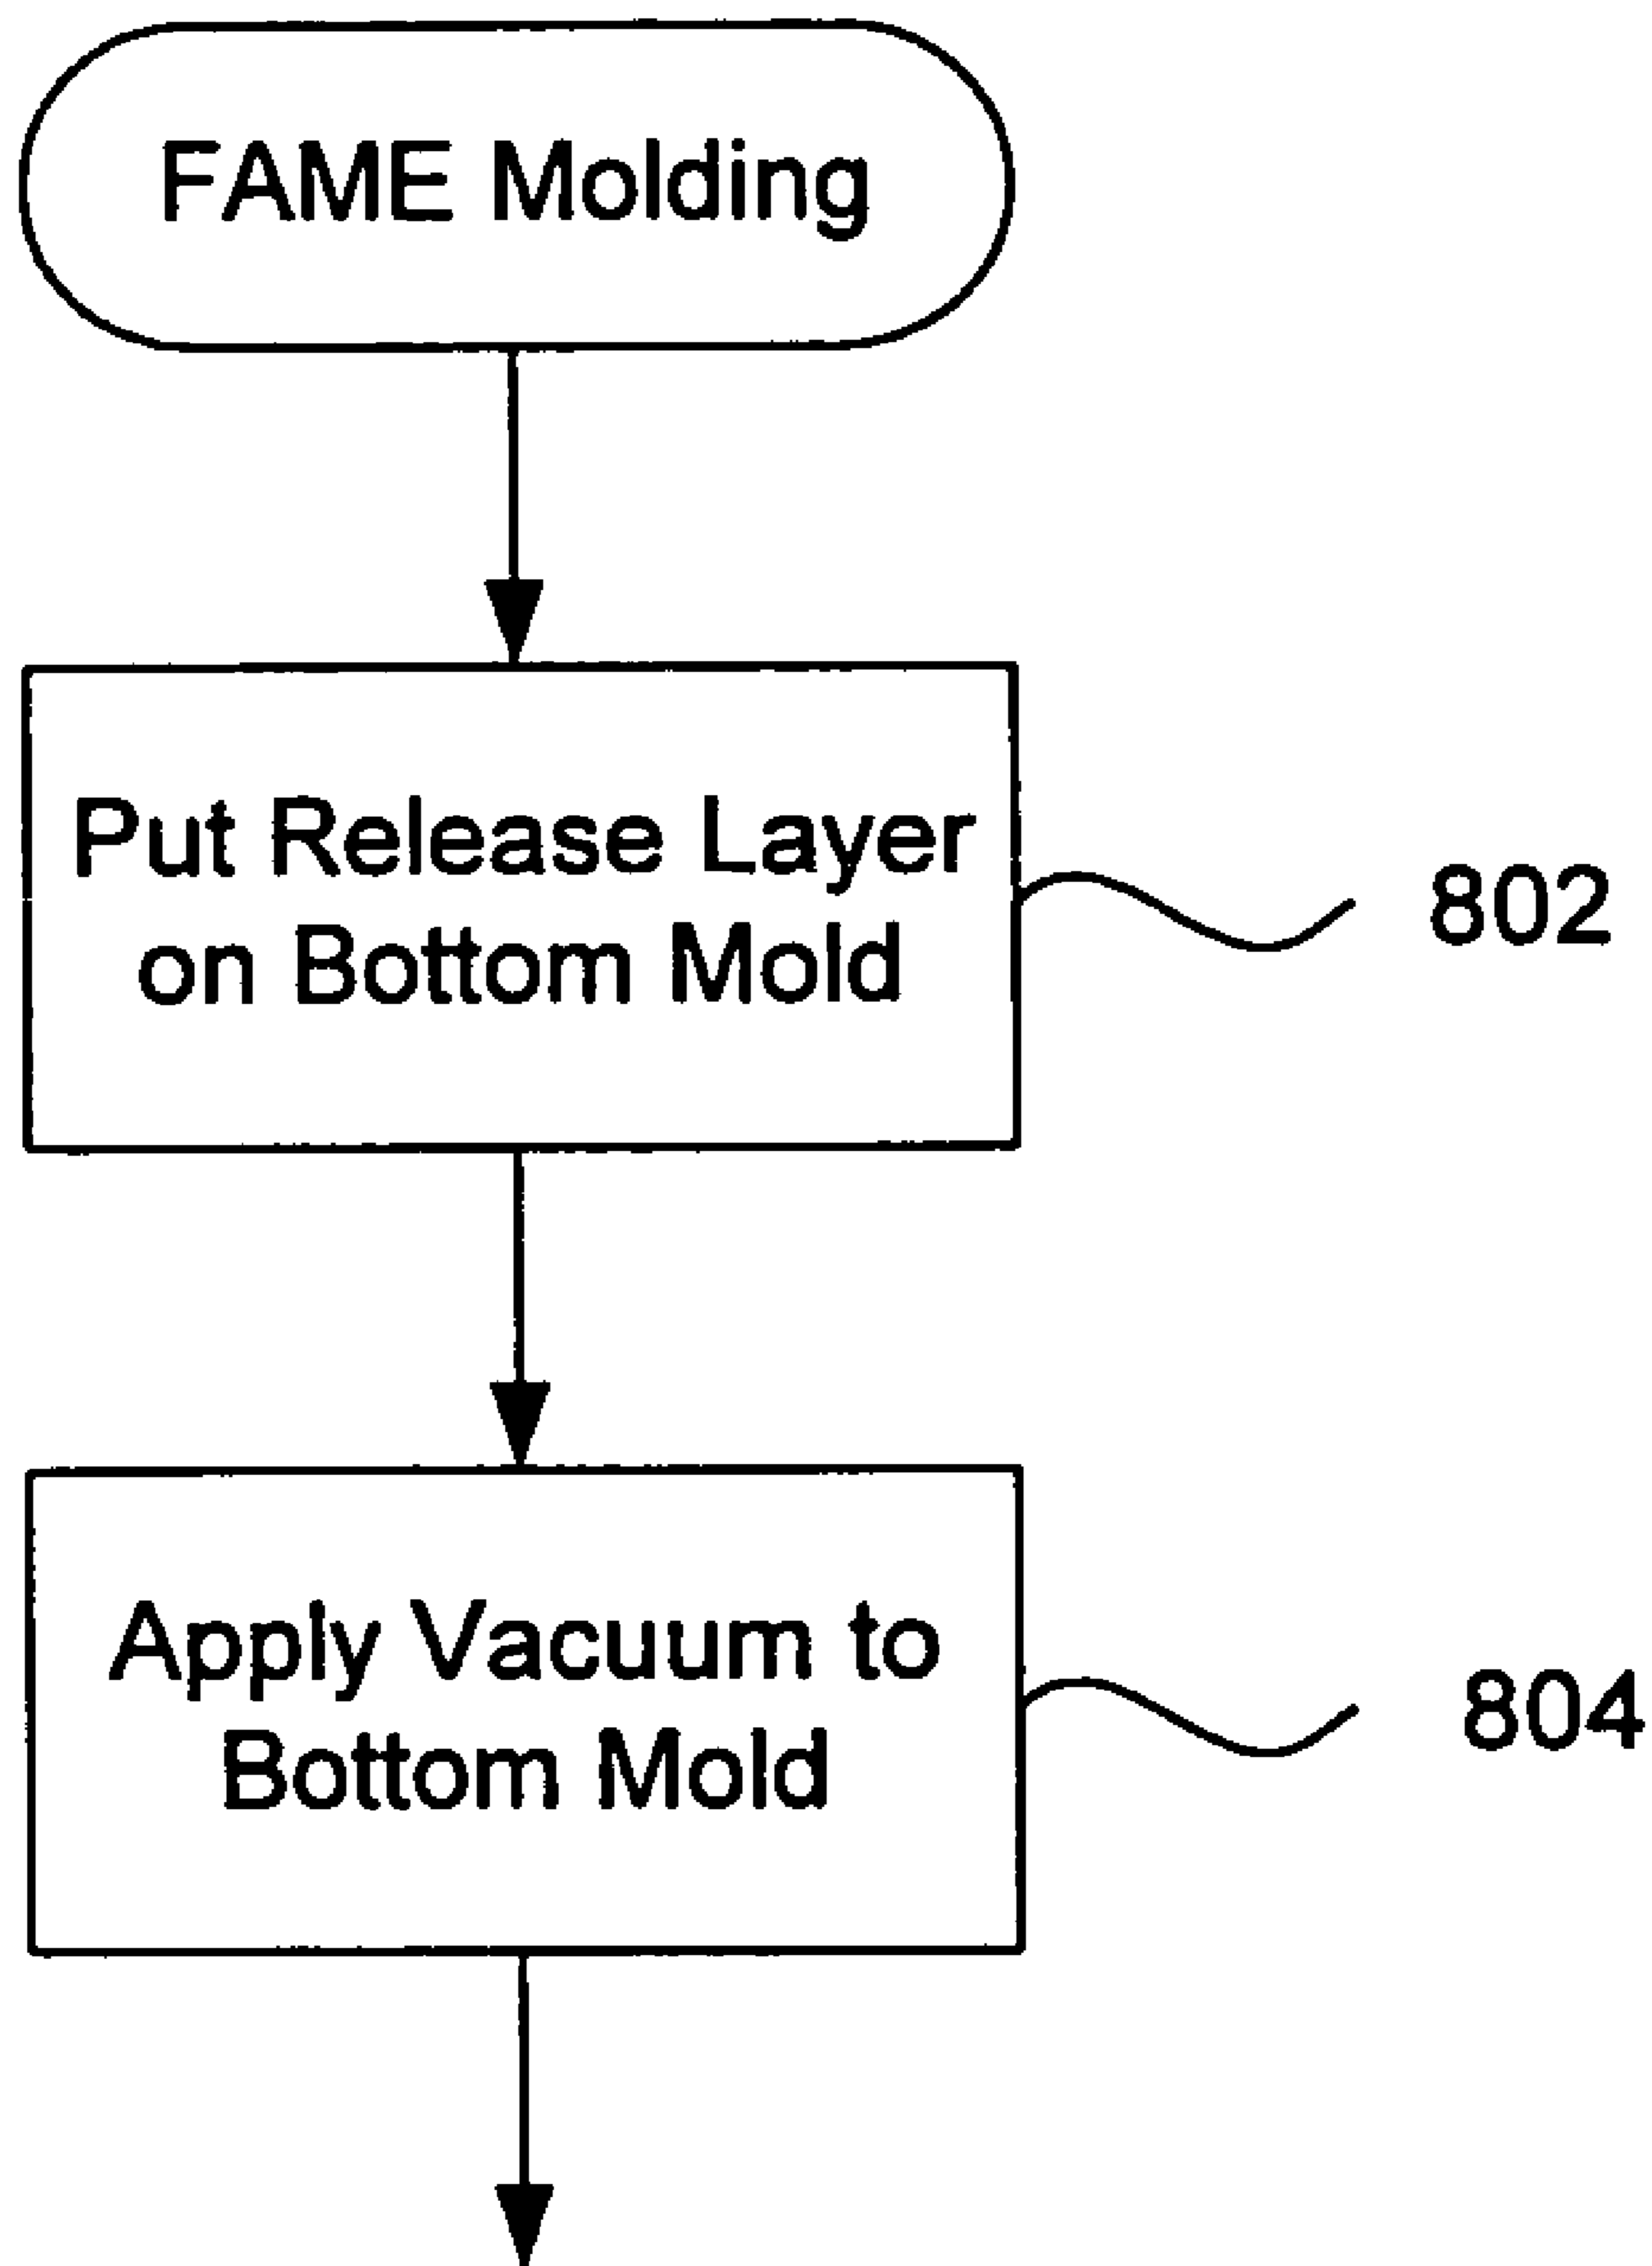 FAME Molding
Put Release Layer
on Bottom Mold
802
Apply Vacuum to
Bottom Mold
804